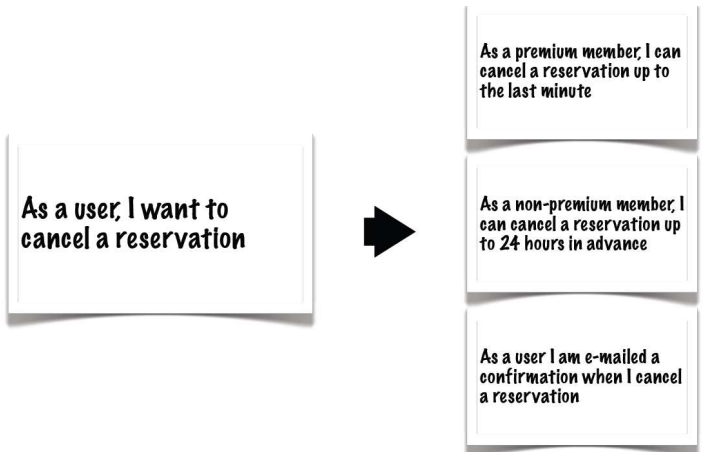 As a user, I want to
cancel a reservation
As a premium member, I can
cancel a reservation up to
the last minute
As a non-premium member, I
can cancel a reservation up
to 24 hours in advance
As a user I am e-mailed a
confirmation when I cancel
a reservation